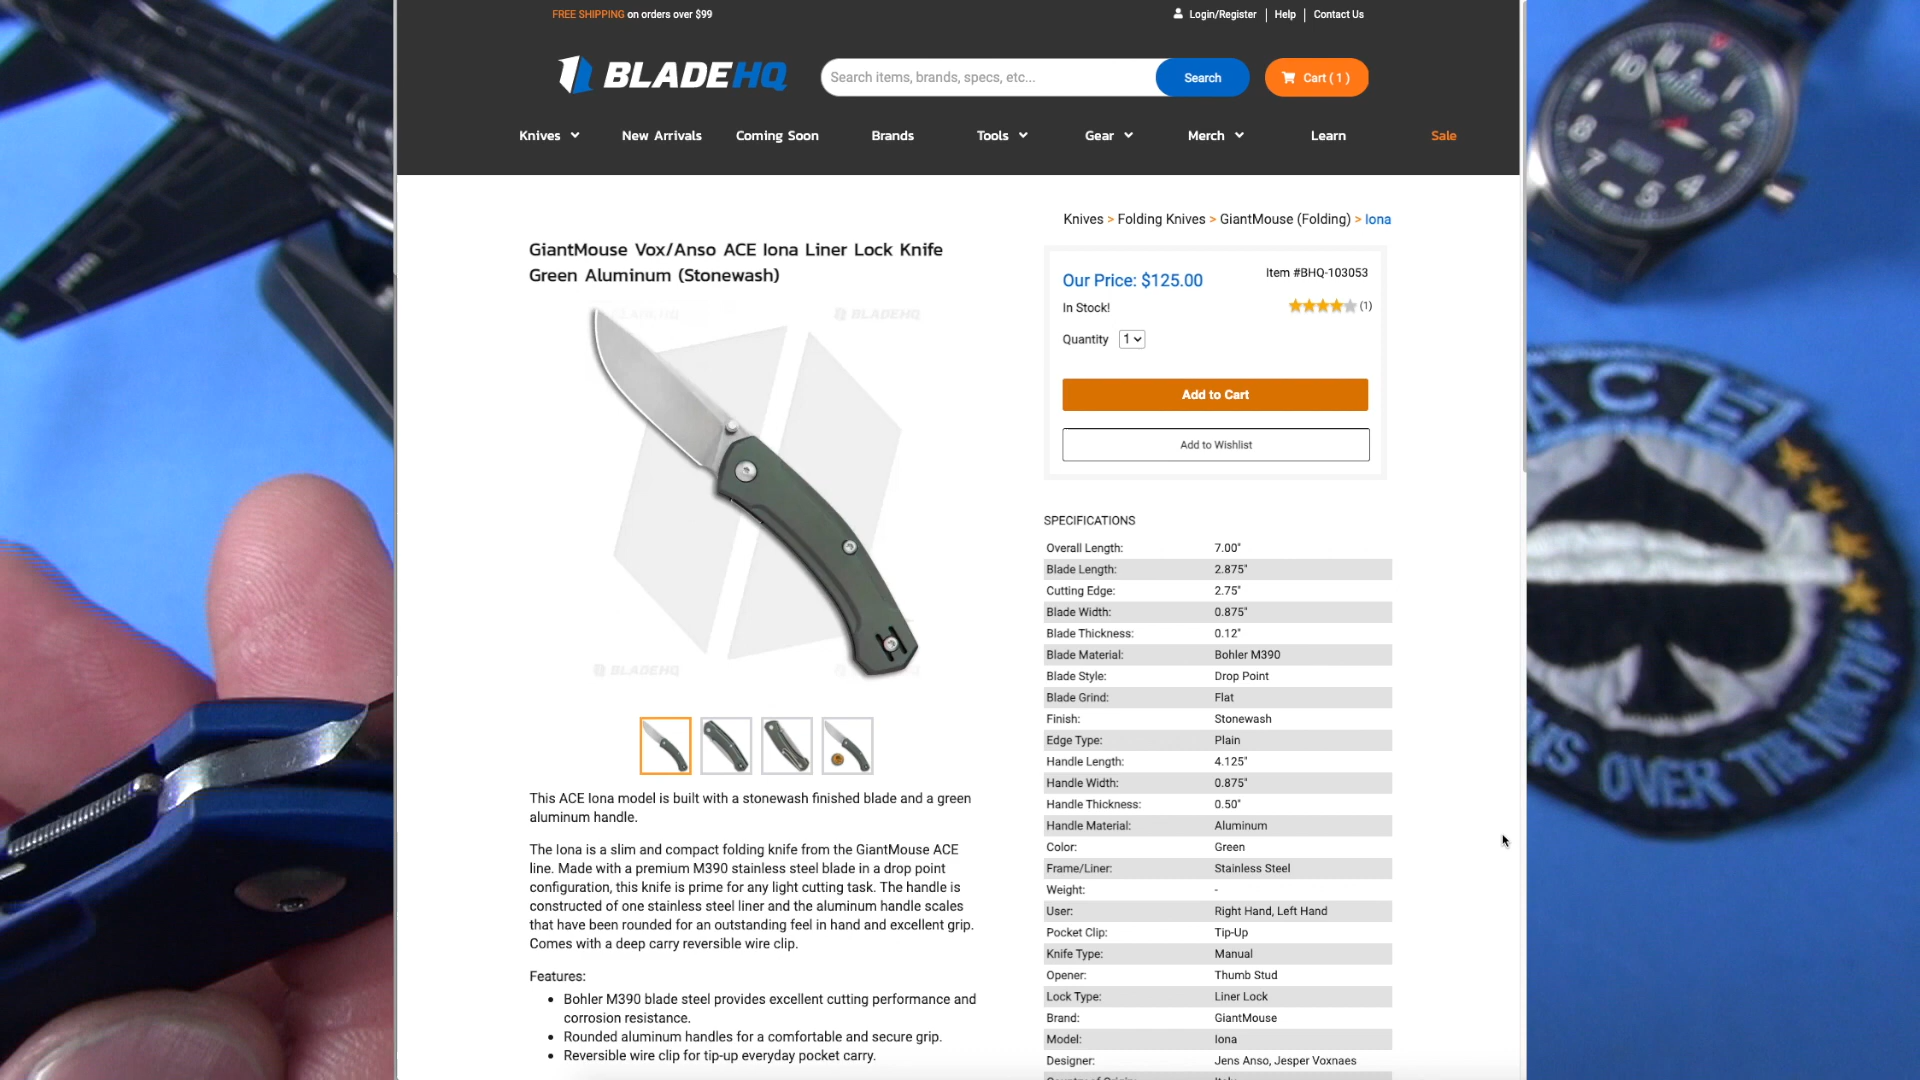 FREE SHIPPING on orders over $99
Login/Register | Help | Contact Us
BLADEHQ
Search items, brands, specs, etc...
Search
Cart ( 1 )
Knives
New Arrivals
Coming Soon
Brands
Tools
Gear
Merch
Learn
Sale
Knives > Folding Knives > GiantMouse (Folding) > Iona
GiantMouse Vox/Anso ACE Iona Liner Lock Knife
Green Aluminum (Stonewash)
BLADEHQ
BLADEHQ
Our Price: $125.00
Item #BHQ-103053
In Stock!
(1)
Quantity 1
Add to Cart
Add to Wishlist
SPECIFICATIONS
Overall Length: 7.00"
Blade Length: 2.875"
Cutting Edge: 2.75"
Blade Width: 0.875"
Blade Thickness: 0.12"
Blade Material: Bohler M390
Blade Style: Drop Point
Blade Grind: Flat
Finish: Stonewash
Edge Type: Plain
Handle Length: 4.125"
Handle Width: 0.875"
Handle Thickness: 0.50"
Handle Material: Aluminum
Color: Green
Frame/Liner: Stainless Steel
Weight: -
User: Right Hand, Left Hand
Pocket Clip: Tip-Up
Knife Type: Manual
Opener: Thumb Stud
Lock Type: Liner Lock
Brand: GiantMouse
Model: Iona
Designer: Jens Anso, Jesper Voxnaes
This ACE Iona model is built with a stonewash finished blade and a green
aluminum handle.
The Iona is a slim and compact folding knife from the GiantMouse ACE
line. Made with a premium M390 stainless steel blade in a drop point
configuration, this knife is prime for any light cutting task. The handle is
constructed of one stainless steel liner and the aluminum handle scales
that have been rounded for an outstanding feel in hand and excellent grip.
Comes with a deep carry reversible wire clip.
Features:
• Bohler M390 blade steel provides excellent cutting performance and
corrosion resistance.
• Rounded aluminum handles for a comfortable and secure grip.
• Reversible wire clip for tip-up everyday pocket carry.
10 11 1 2 4 5 7 8
ACE
OVER THE